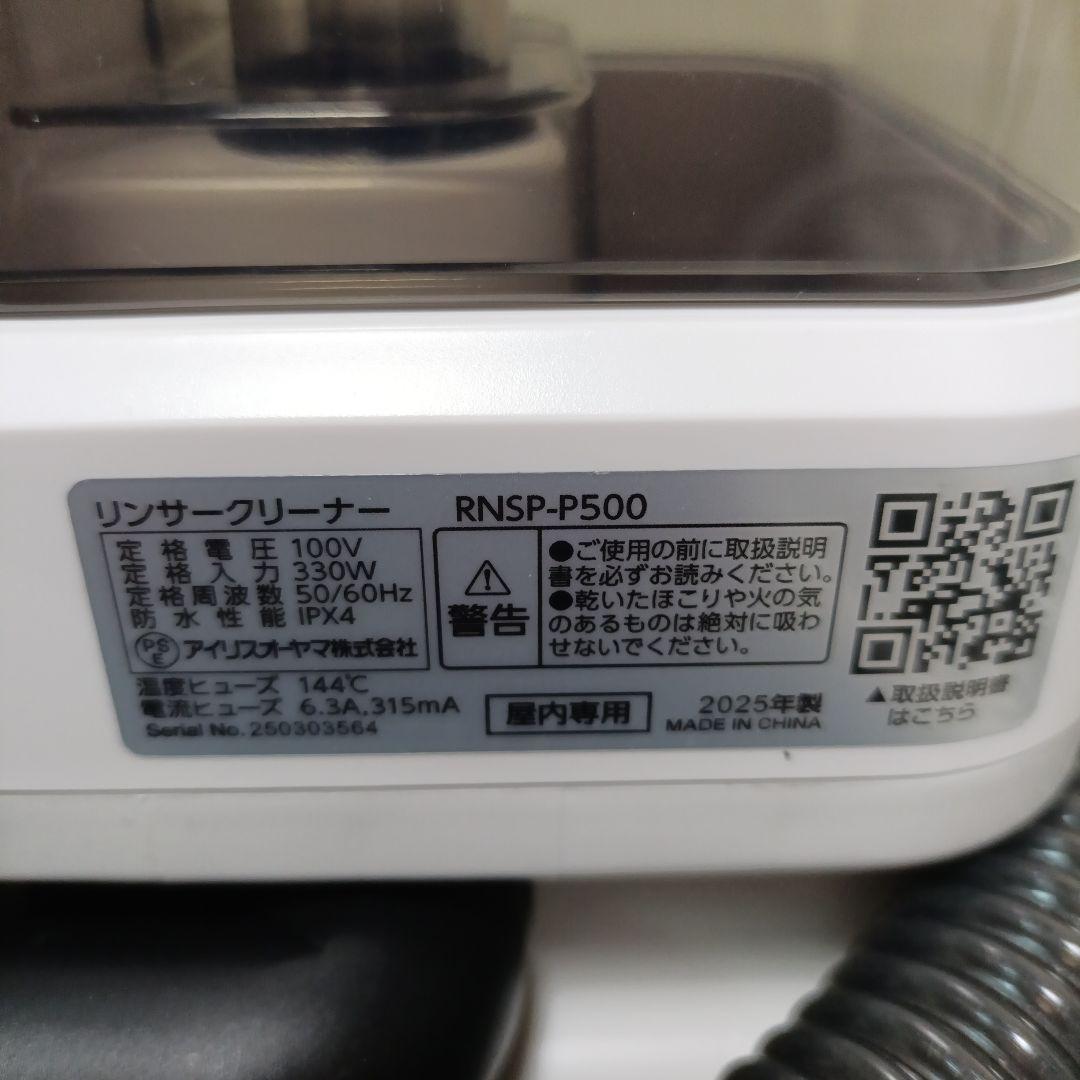 リンサークリーナー RNSP-P500
定格電圧 100V
定格入力 330W
定格周波数 50/60Hz
防水性能 IPX4
PSE アイリスオーヤマ株式会社
警告
●ご使用の前に取扱説明
書を必ずお読みください。
●乾いたほこりや火の気
のあるものは絶対に吸わ
せないでください。
温度ヒューズ 144℃
電流ヒューズ 6.3A,315mA
Serial No. 250303564
屋内専用
2025年製
MADE IN CHINA
▲取扱説明書
はこちら